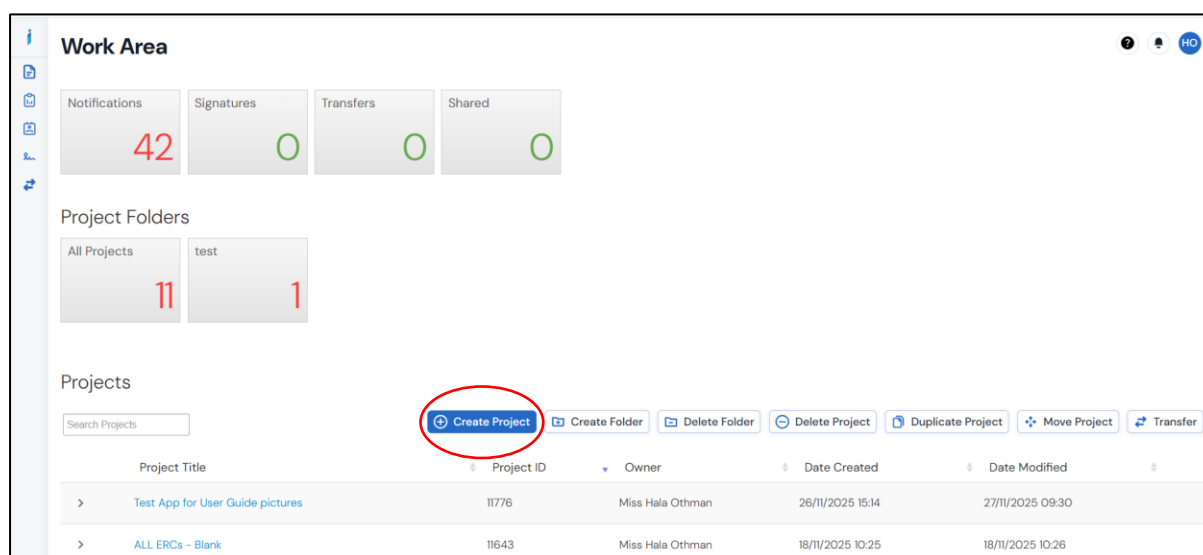 Work Area
HO
Notifications Signatures Transfers Shared
42 0 0 0
Project Folders
All Projects test
11 1
Projects
Search Projects Create Project Create Folder Delete Folder Delete Project Duplicate Project Move Project Transfer
Project Title Project ID Owner Date Created Date Modified
Test App for User Guide pictures 11776 Miss Hala Othman 26/11/2025 15:14 27/11/2025 09:30
ALL ERCs - Blank 11643 Miss Hala Othman 18/11/2025 10:25 18/11/2025 10:26